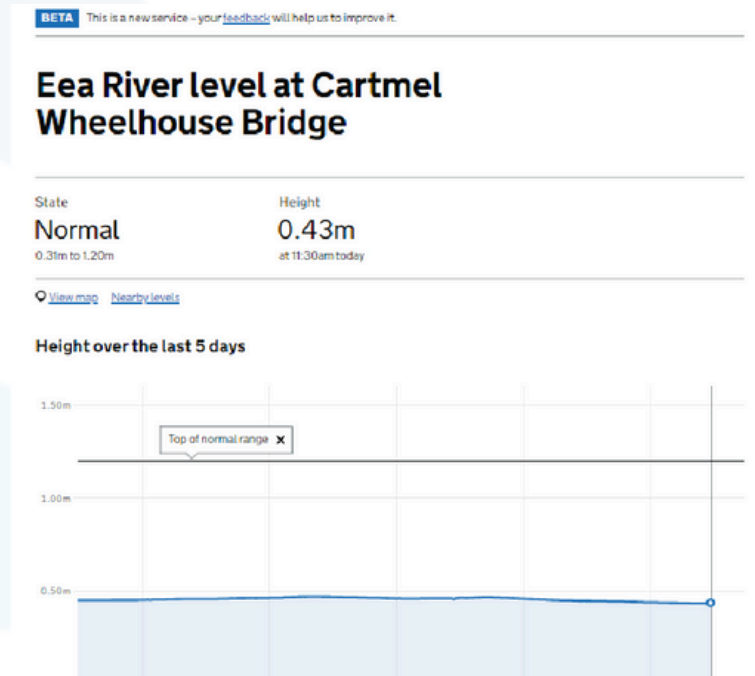 BETA This is a new service – your feedback will help us to improve it.
Eea River level at Cartmel
Wheelhouse Bridge
State Height
Normal 0.43m
0.31m to 1.20m at 11:30am today
View map Nearby levels
Height over the last 5 days
1.50m
Top of normal range X
1.00m
0.50m